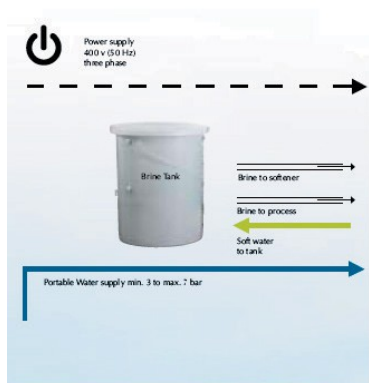 Power supply
400 v (50 Hz)
three phase
Brine Tank
Brine to softener
Brine to process
Soft water
to tank
Portable Water supply min. 3 to max. 7 bar